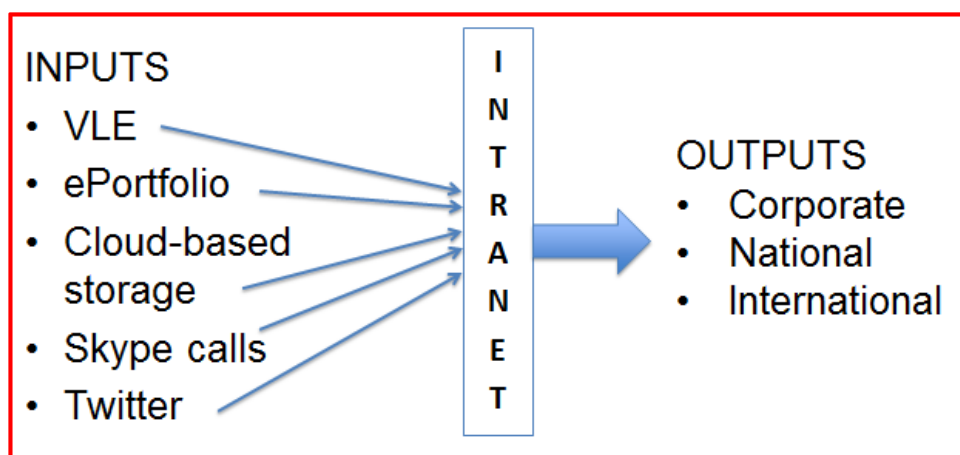 INPUTS
• VLE
• ePortfolio
• Cloud-based
storage
• Skype calls
• Twitter
I
N
T
R
A
N
E
T
OUTPUTS
• Corporate
• National
• International